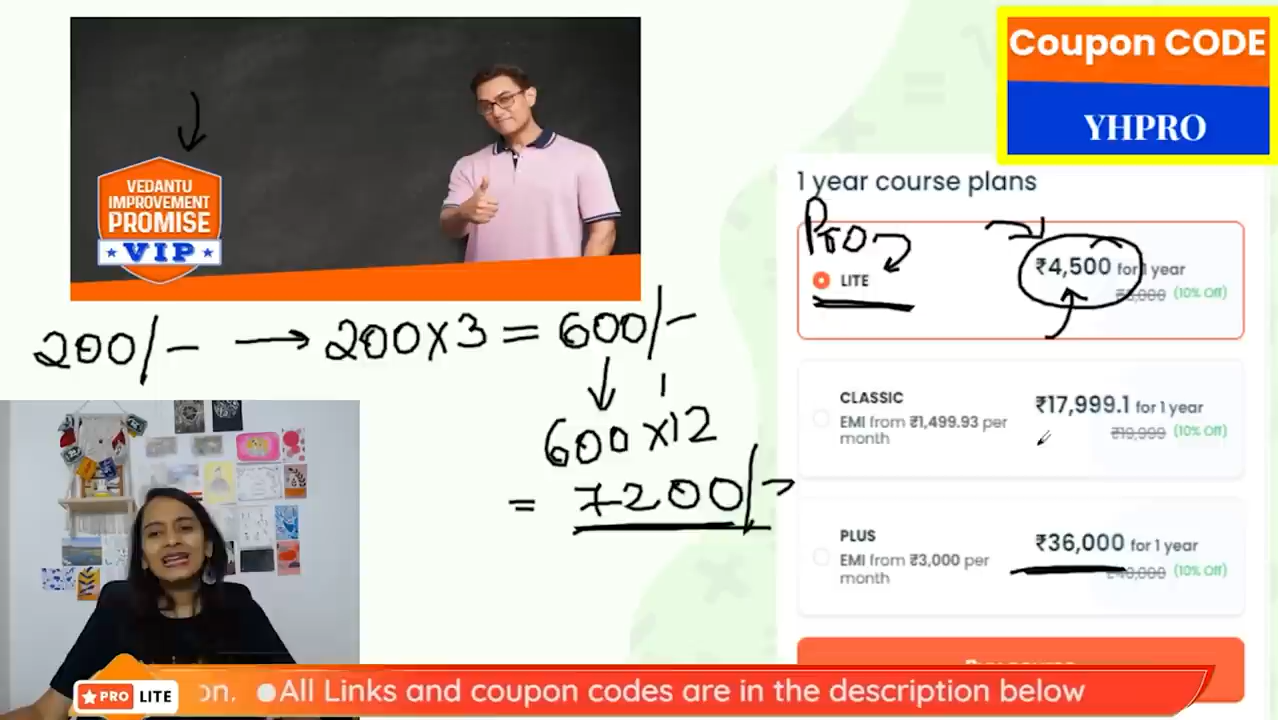 Coupon CODE
YHPRO
VEDANTU
IMPROVEMENT
PROMISE
VIP
1 year course plans
PRO
LITE
₹4,500 for 1 year
₹5,000 (10% Off)
200/- → 200x3 = 600/-
600x12
= 7200/-
CLASSIC
EMI from ₹1,499.93 per
month
₹17,999.1 for 1 year
₹19,999 (10% Off)
PLUS
EMI from ₹3,000 per
month
₹36,000 for 1 year
₹40,000 (10% Off)
PRO LITE
on. ●All Links and coupon codes are in the description below